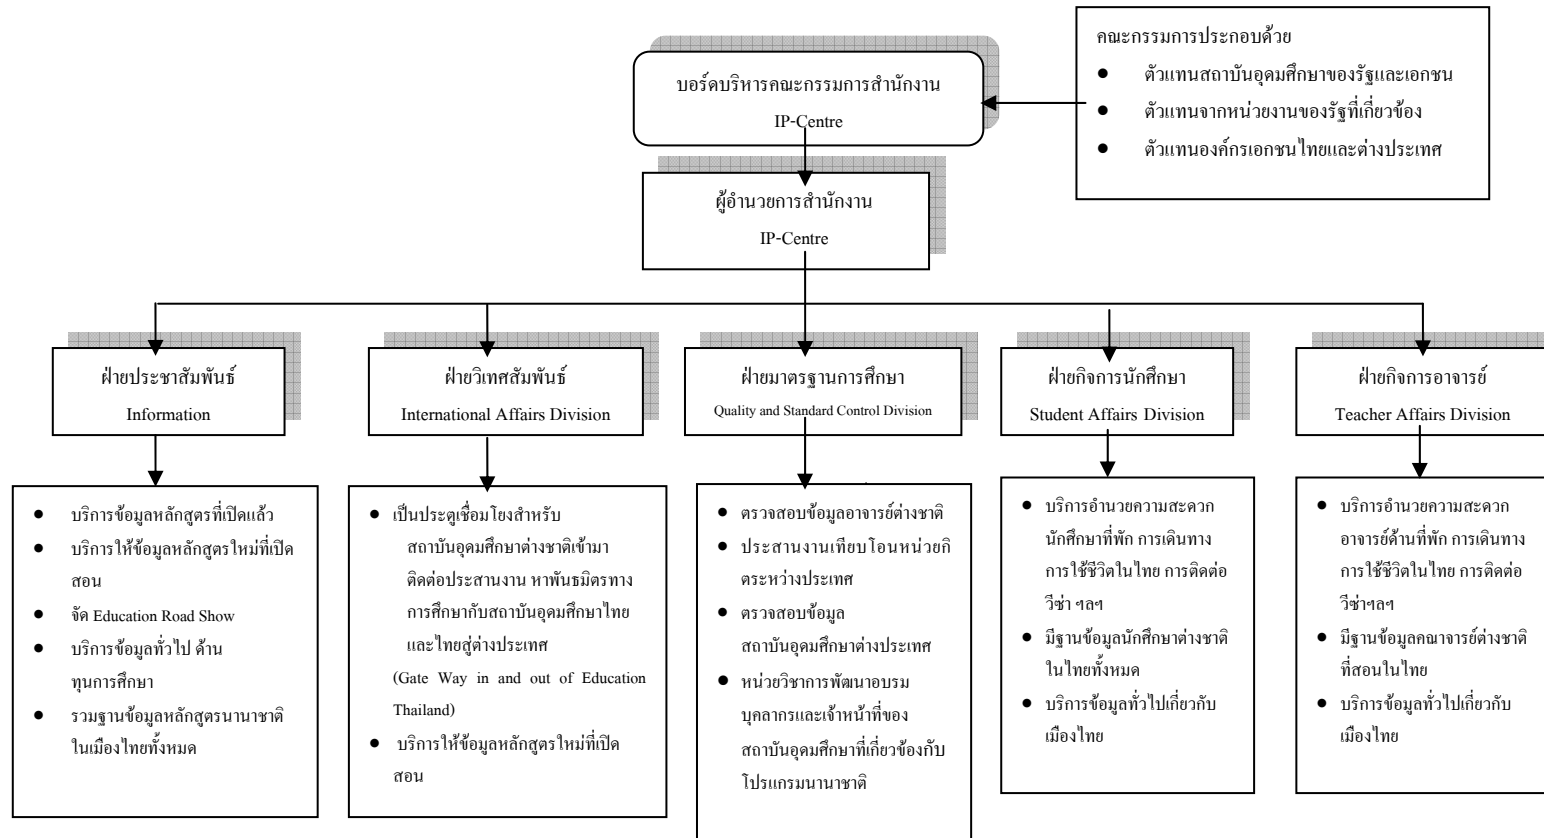 คณะกรรมการประกอบด้วย
● ตัวแทนสถาบันอุดมศึกษาของรัฐและเอกชน
● ตัวแทนจากหน่วยงานของรัฐที่เกี่ยวข้อง
● ตัวแทนองค์กรเอกชนไทยและต่างประเทศ
บอร์ดบริหารคณะกรรมการสำนักงาน
IP-Centre
ผู้อำนวยการสำนักงาน
IP-Centre
ฝ่ายประชาสัมพันธ์
Information
ฝ่ายวิเทศสัมพันธ์
International Affairs Division
ฝ่ายมาตรฐานการศึกษา
Quality and Standard Control Division
ฝ่ายกิจการนักศึกษา
Student Affairs Division
ฝ่ายกิจการอาจารย์
Teacher Affairs Division
● บริการข้อมูลหลักสูตรที่เปิดแล้ว
● บริการให้ข้อมูลหลักสูตรใหม่ที่เปิด
สอน
● จัด Education Road Show
● บริการข้อมูลทั่วไป ด้าน
ทุนการศึกษา
● รวมฐานข้อมูลหลักสูตรนานาชาติ
ในเมืองไทยทั้งหมด
● เป็นประตูเชื่อมโยงสำหรับ
สถาบันอุดมศึกษาต่างชาติเข้ามา
ติดต่อประสานงาน หาพันธมิตรทาง
การศึกษากับสถาบันอุดมศึกษาไทย
และไทยสู่ต่างประเทศ
(Gate Way in and out of Education
Thailand)
● บริการให้ข้อมูลหลักสูตรใหม่ที่เปิด
สอน
● ตรวจสอบข้อมูลอาจารย์ต่างชาติ
● ประสานงานเทียบโอนหน่วยกิ
ตระหว่างประเทศ
● ตรวจสอบข้อมูล
สถาบันอุดมศึกษาต่างประเทศ
● หน่วยวิชาการพัฒนาอบรม
บุคลากรและเจ้าหน้าที่ของ
สถาบันอุดมศึกษาที่เกี่ยวข้องกับ
โปรแกรมนานาชาติ
● บริการอำนวยความสะดวก
นักศึกษาที่พัก การเดินทาง
การใช้ชีวิตในไทย การติดต่อ
วีซ่า ฯลฯ
● มีฐานข้อมูลนักศึกษาต่างชาติ
ในไทยทั้งหมด
● บริการข้อมูลทั่วไปเกี่ยวกับ
เมืองไทย
● บริการอำนวยความสะดวก
อาจารย์ด้านที่พัก การเดินทาง
การใช้ชีวิตในไทย การติดต่อ
วีซ่าฯลฯ
● มีฐานข้อมูลคณาจารย์ต่างชาติ
ที่สอนในไทย
● บริการข้อมูลทั่วไปเกี่ยวกับ
เมืองไทย